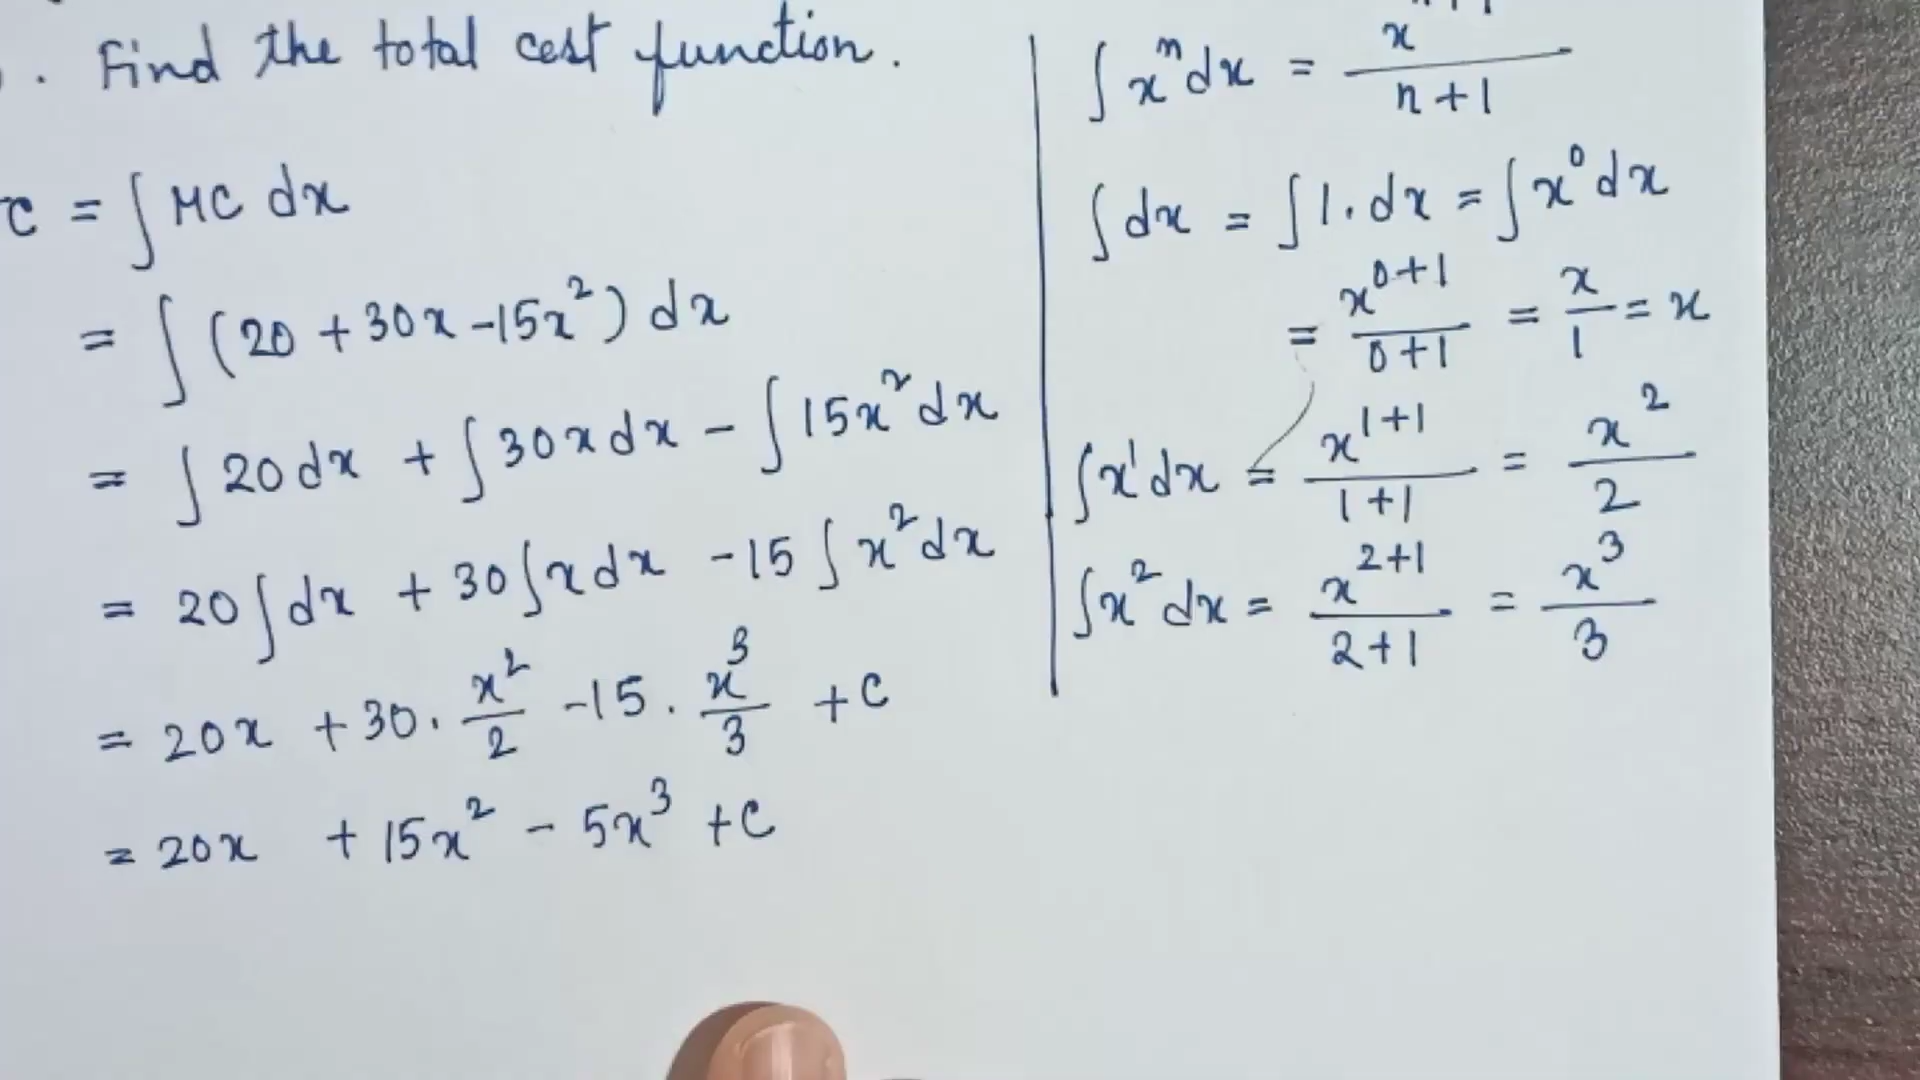 . Find the total cost function.
C = ∫ MC dx
= ∫ (20 + 30x - 15x²) dx
= ∫ 20 dx + ∫ 30x dx - ∫ 15x² dx
= 20 ∫ dx + 30 ∫ x dx - 15 ∫ x² dx
= 20x + 30 . x²/2 - 15 . x³/3 + C
= 20x + 15x² - 5x³ + C
∫ xⁿ dx = xⁿ⁺¹/n+1
∫ dx = ∫ 1. dx = ∫ x⁰ dx
= x⁰⁺¹/0+1 = x/1 = x
∫ x¹ dx = x¹⁺¹/1+1 = x²/2
∫ x² dx = x²⁺¹/2+1 = x³/3